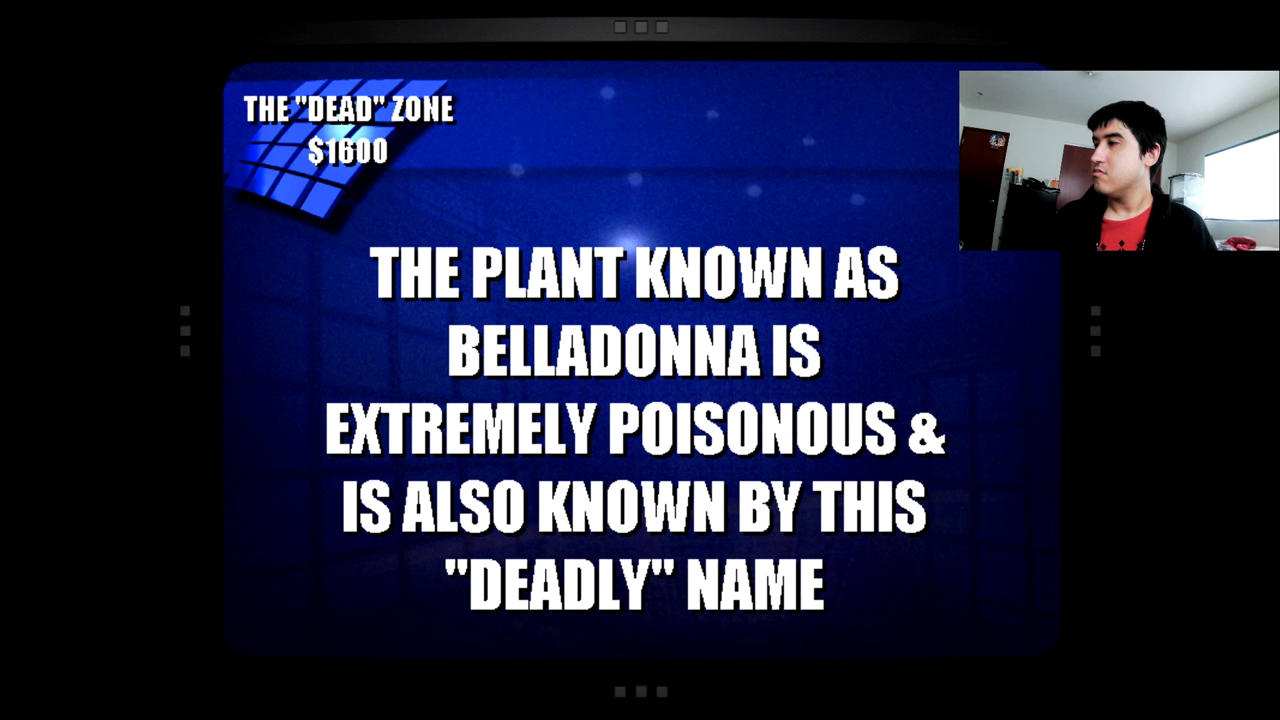 THE "DEAD" ZONE
$1600
THE PLANT KNOWN AS
BELLADONNA IS
EXTREMELY POISONOUS &
IS ALSO KNOWN BY THIS
"DEADLY" NAME